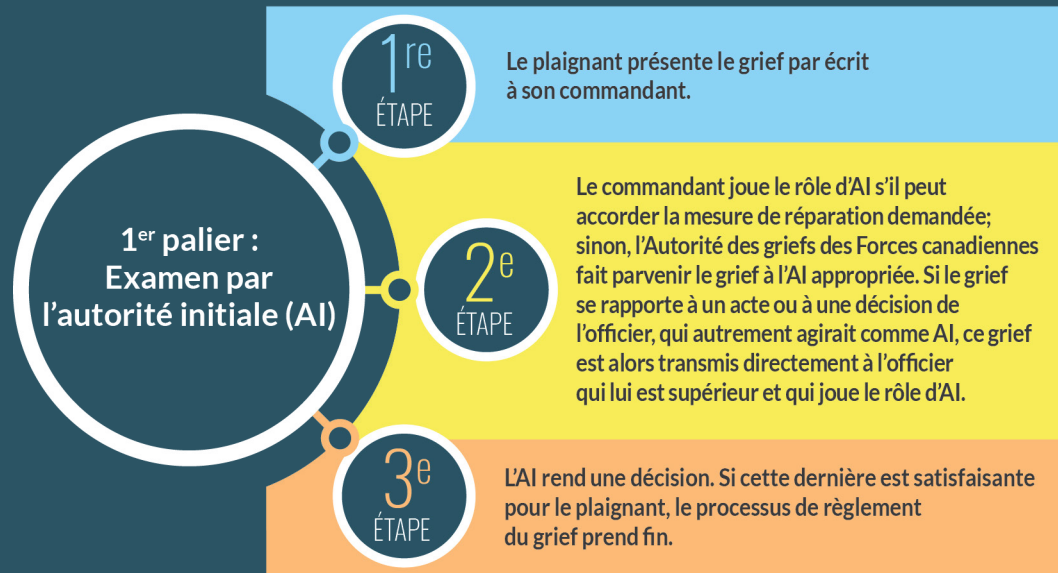 1re
ÉTAPE
Le plaignant présente le grief par écrit
à son commandant.
1er palier :
Examen par
l’autorité initiale (AI)
2e
ÉTAPE
Le commandant joue le rôle d’AI s’il peut
accorder la mesure de réparation demandée;
sinon, l’Autorité des griefs des Forces canadiennes
fait parvenir le grief à l’AI appropriée. Si le grief
se rapporte à un acte ou à une décision de
l’officier, qui autrement agirait comme AI, ce grief
est alors transmis directement à l’officier
qui lui est supérieur et qui joue le rôle d’AI.
3e
ÉTAPE
L’AI rend une décision. Si cette dernière est satisfaisante
pour le plaignant, le processus de règlement
du grief prend fin.